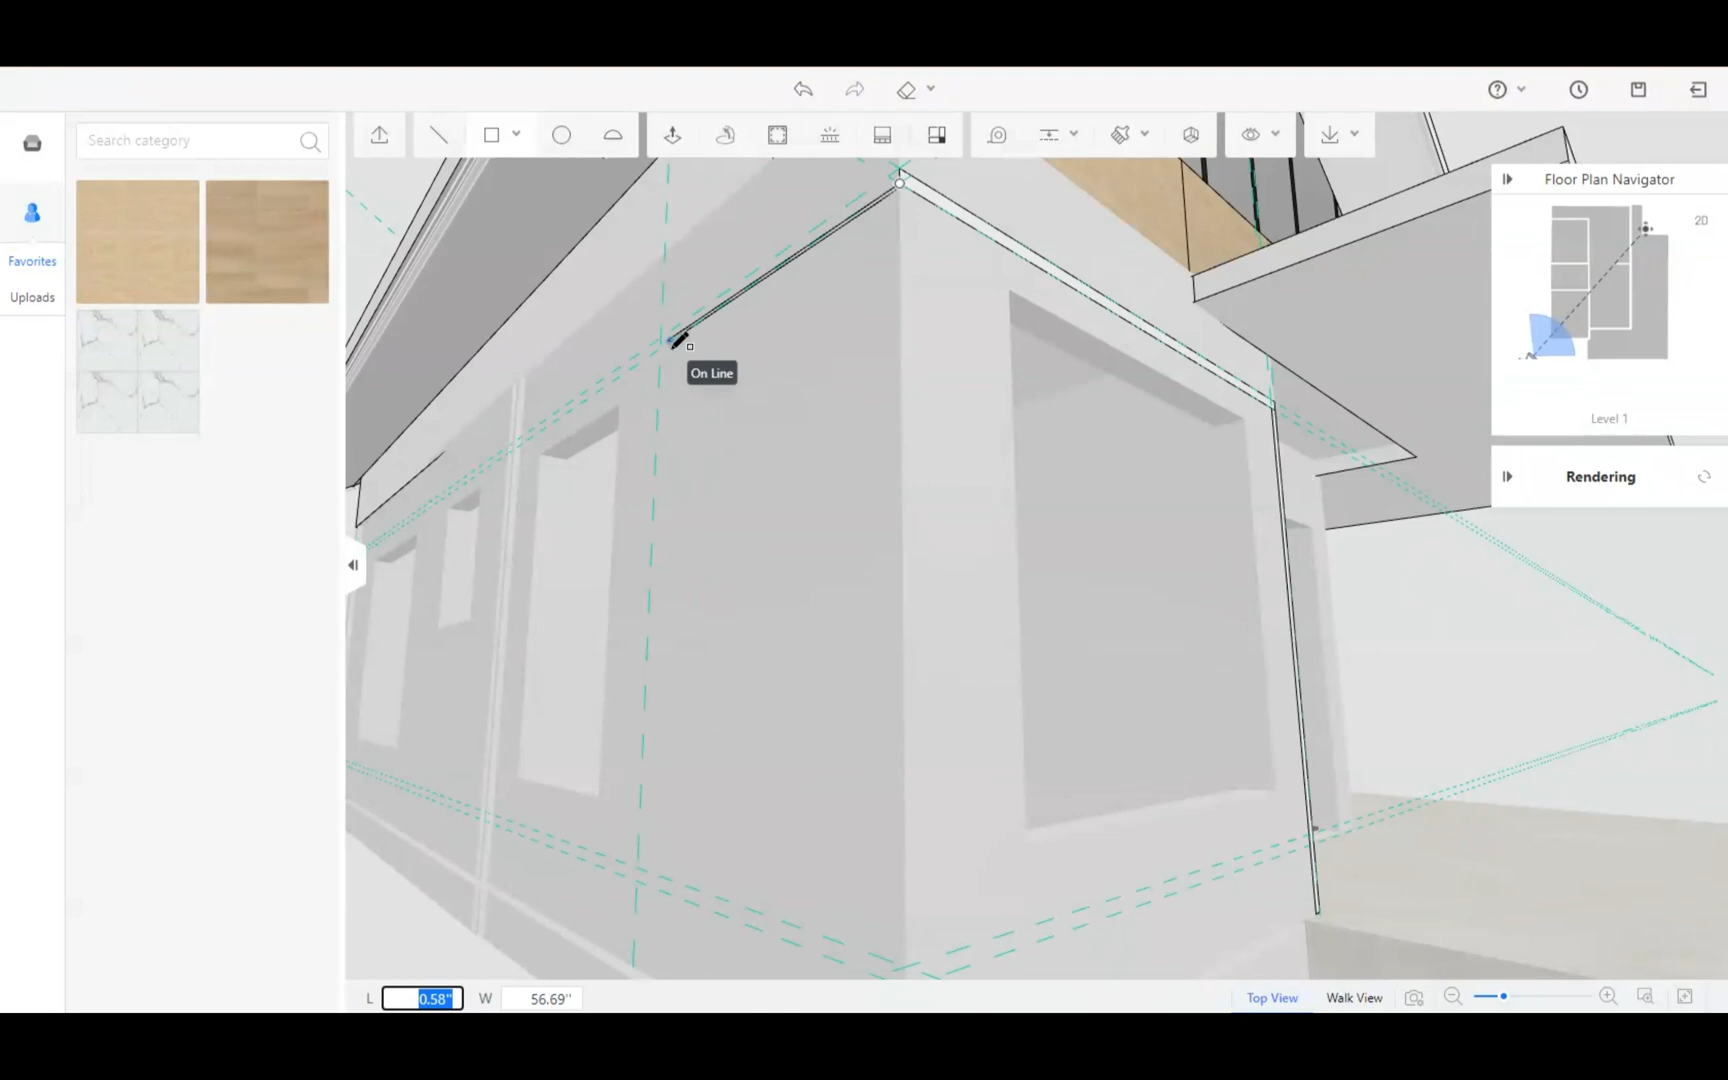 Search category
Favorites
Uploads
Floor Plan Navigator
2D
Level 1
Rendering
On Line
L 0.58" W 56.69"
Top View Walk View